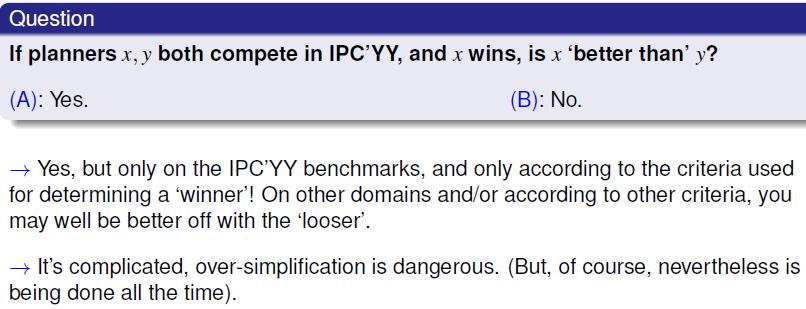 Question
If planners x, y both compete in IPC'YY, and x wins, is x ‘better than’ y?
(A): Yes. (B): No.
→ Yes, but only on the IPC'YY benchmarks, and only according to the criteria used
for determining a ‘winner’! On other domains and/or according to other criteria, you
may well be better off with the ‘looser’.
→ It's complicated, over-simplification is dangerous. (But, of course, nevertheless is
being done all the time).